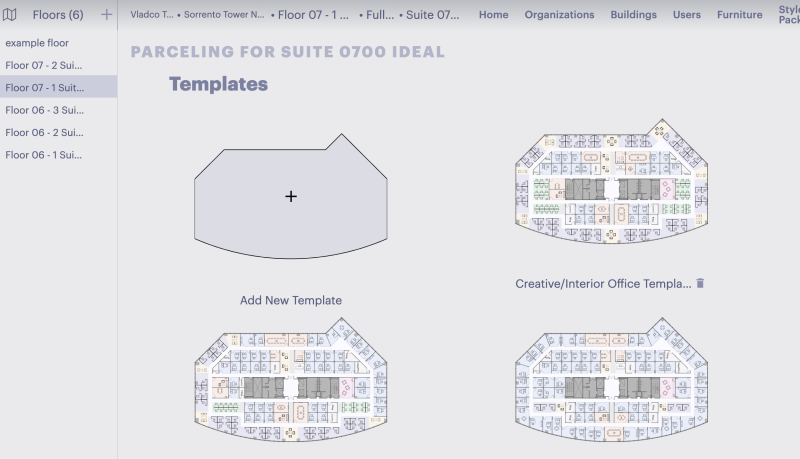 Floors (6) +
Vladco T... • Sorrento Tower N... • Floor 07 - 1 ... • Full... • Suite 07...
Home Organizations Buildings Users Furniture Style Pack
example floor
Floor 07 - 2 Sui...
Floor 07 - 1 Suit...
Floor 06 - 3 Sui...
Floor 06 - 2 Sui...
Floor 06 - 1 Sui...
PARCELING FOR SUITE 0700 IDEAL
Templates
+
Creative/Interior Office Templa...
Add New Template